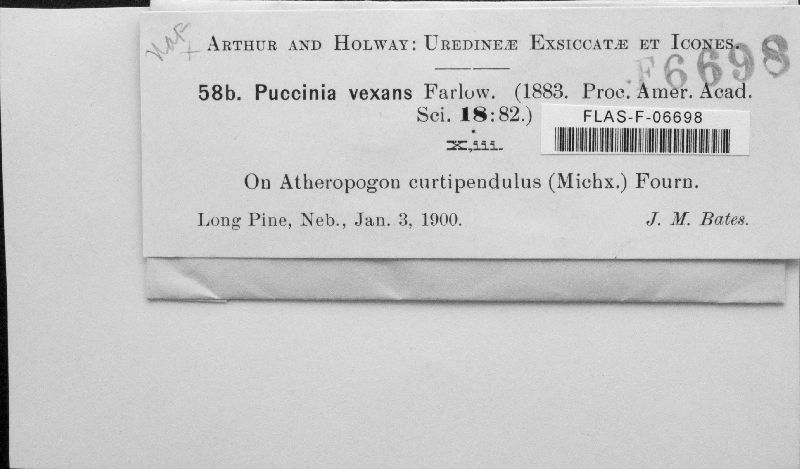 Arthur and Holway: Uredineæ Exsiccatæ et Icones.
F6698
58b. Puccinia vexans Farlow. (1883. Proc. Amer. Acad.
Sci. 18:82.)
FLAS-F-06698
X,iii.
On Atheropogon curtipendulus (Michx.) Fourn.
Long Pine, Neb., Jan. 3, 1900. J. M. Bates.